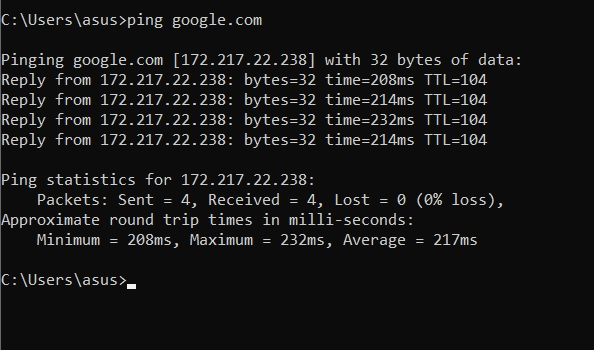 C:\Users\asus>ping google.com
Pinging google.com [172.217.22.238] with 32 bytes of data:
Reply from 172.217.22.238: bytes=32 time=208ms TTL=104
Reply from 172.217.22.238: bytes=32 time=214ms TTL=104
Reply from 172.217.22.238: bytes=32 time=232ms TTL=104
Reply from 172.217.22.238: bytes=32 time=214ms TTL=104
Ping statistics for 172.217.22.238:
    Packets: Sent = 4, Received = 4, Lost = 0 (0% loss),
Approximate round trip times in milli-seconds:
    Minimum = 208ms, Maximum = 232ms, Average = 217ms
C:\Users\asus>